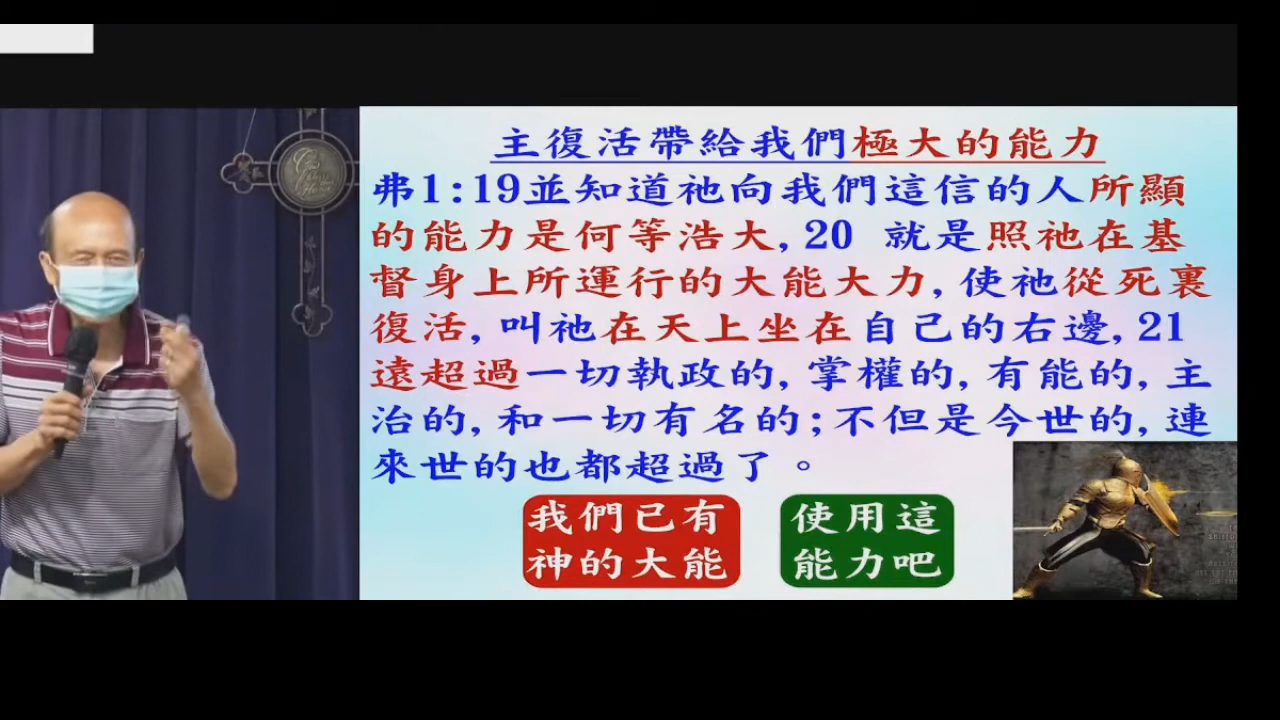 主復活帶給我們極大的能力
弗1:19並知道祂向我們這信的人所顯
的能力是何等浩大,20 就是照祂在基
督身上所運行的大能大力,使祂從死裏
復活,叫祂在天上坐在自己的右邊,21
遠超過一切執政的,掌權的,有能的,主
治的,和一切有名的;不但是今世的,連
來世的也都超過了。
我們已有
神的大能
使用這
能力吧